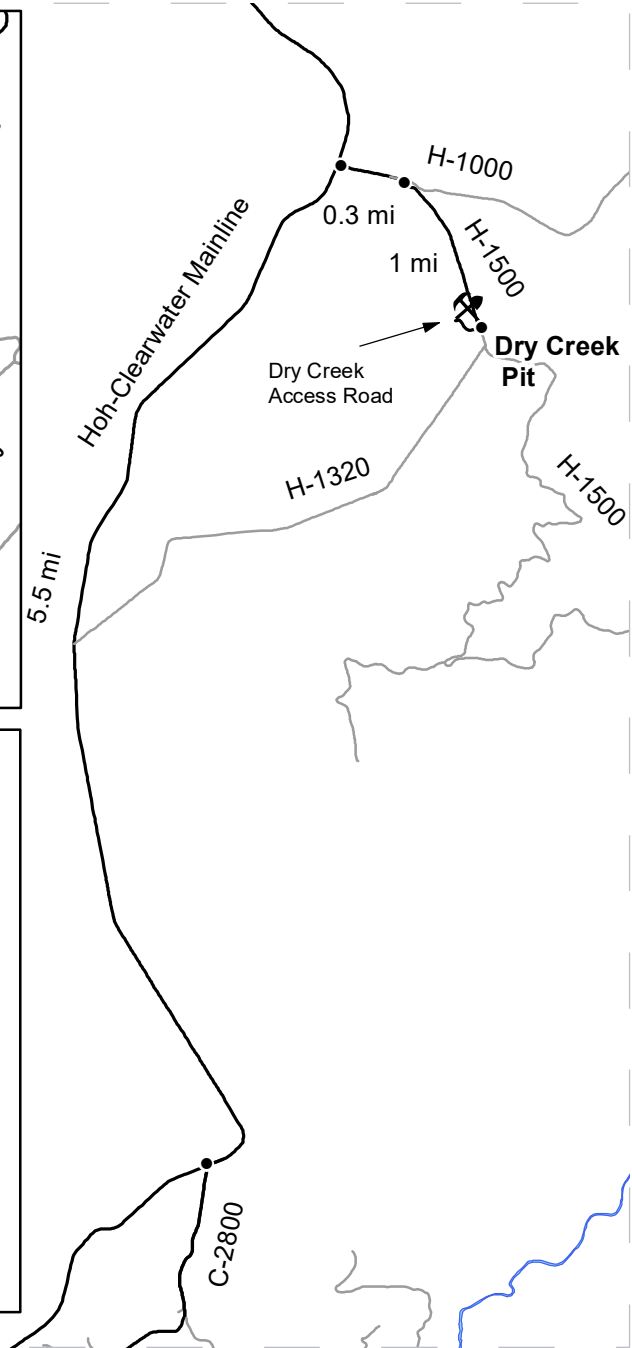 H-1000
0.3 mi
Hoh-Clearwater Mainline
H-1500
1 mi
Dry Creek
Pit
Dry Creek
Access Road
H-1320
H-1500
5.5 mi
C-2800